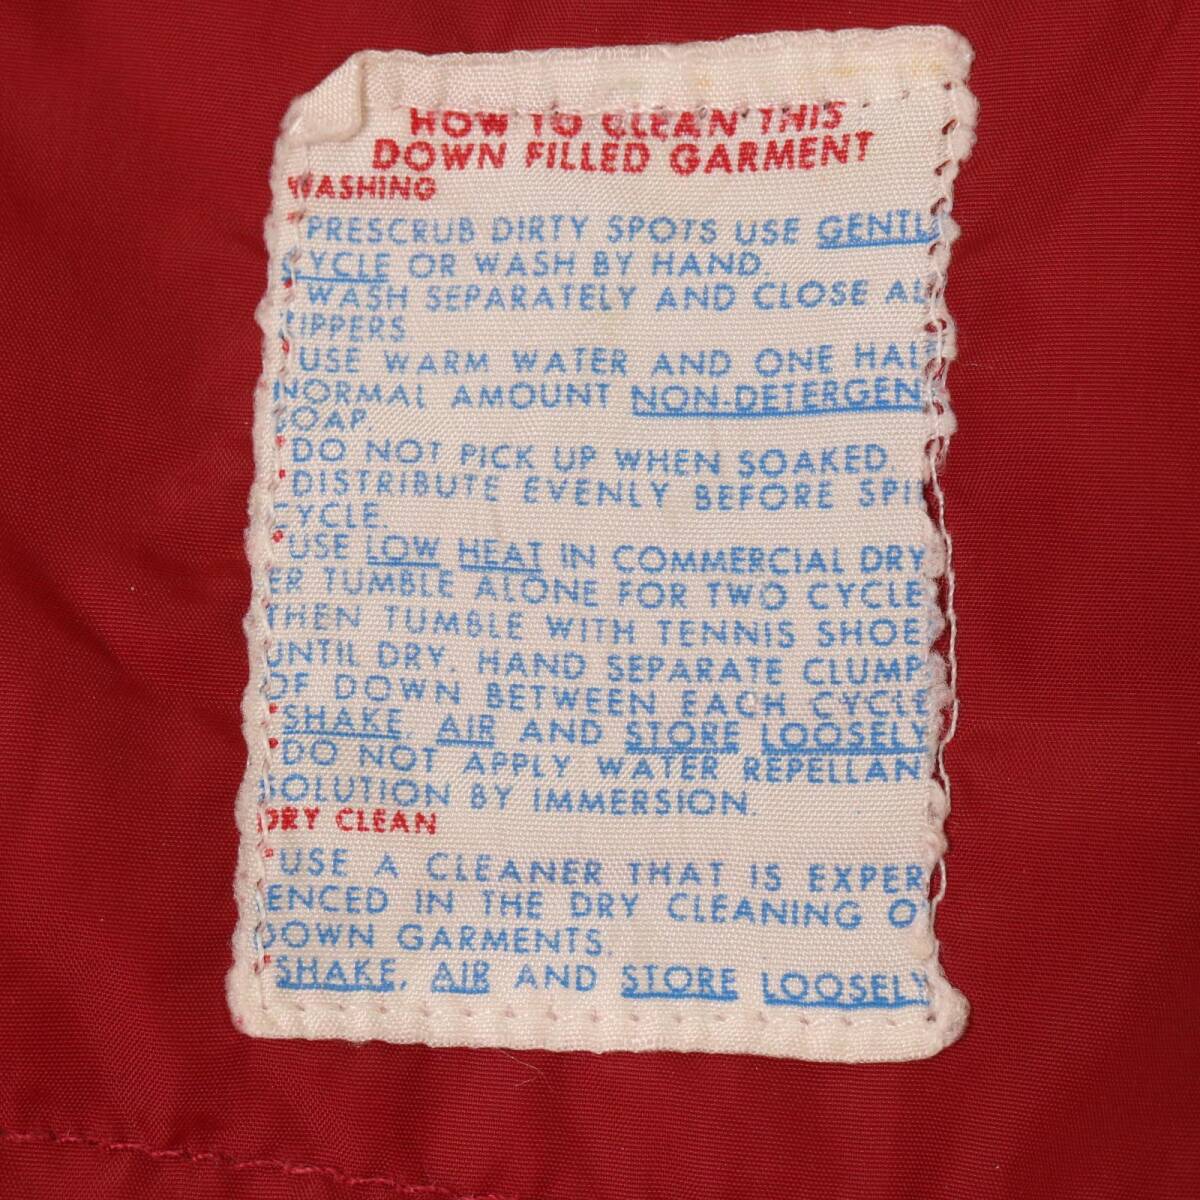 HOW TO CLEAN THIS
DOWN FILLED GARMENT
WASHING
*PRESCRUB DIRTY SPOTS USE GENTL
CYCLE OR WASH BY HAND.
*WASH SEPARATELY AND CLOSE AL
ZIPPERS.
*USE WARM WATER AND ONE HALF
NORMAL AMOUNT NON-DETERGEN
SOAP.
*DO NOT PICK UP WHEN SOAKED.
*DISTRIBUTE EVENLY BEFORE SPI
CYCLE.
*USE LOW HEAT IN COMMERCIAL DRY
ER TUMBLE ALONE FOR TWO CYCLE
THEN TUMBLE WITH TENNIS SHOE
UNTIL DRY. HAND SEPARATE CLUMP
OF DOWN BETWEEN EACH CYCLE
*SHAKE, AIR AND STORE LOOSELY
*DO NOT APPLY WATER REPELLAN
SOLUTION BY IMMERSION.
DRY CLEAN
*USE A CLEANER THAT IS EXPER
ENCED IN THE DRY CLEANING O
DOWN GARMENTS.
*SHAKE, AIR AND STORE LOOSELY